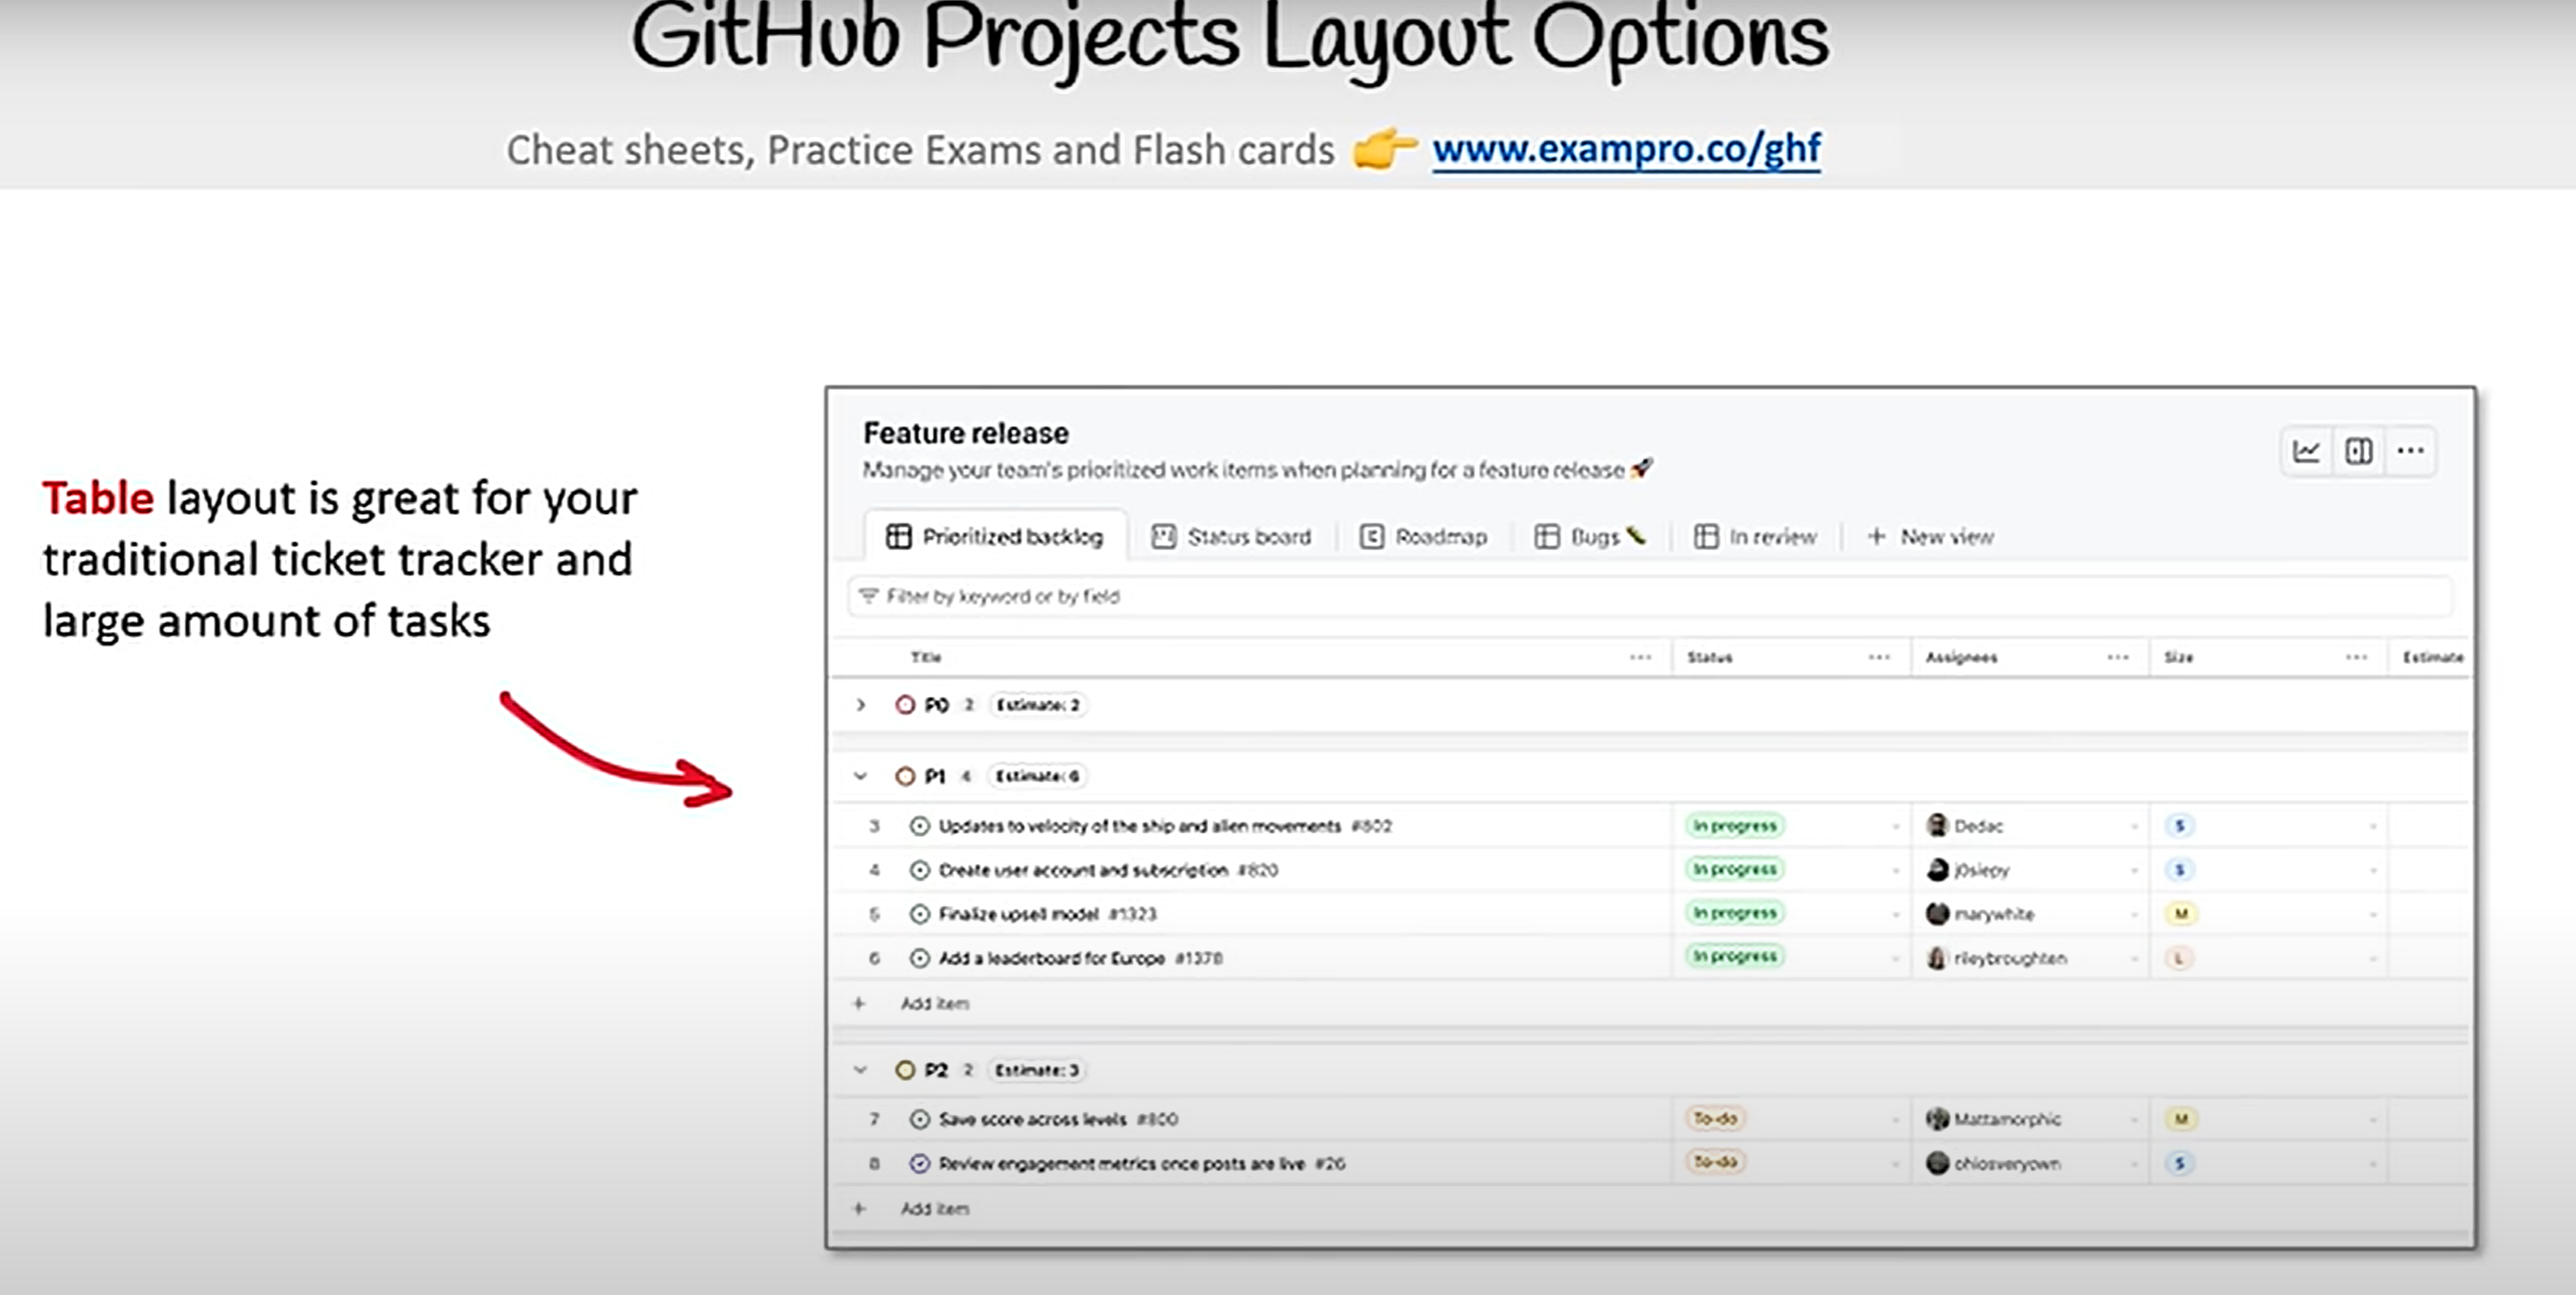 GitHub Projects Layout Options
Cheat sheets, Practice Exams and Flash cards 👉 www.exampro.co/ghf
Table layout is great for your
traditional ticket tracker and
large amount of tasks
Feature release
Manage your team's prioritized work items when planning for a feature release 🚀
Prioritized backlog Status board Roadmap Bugs 🐛 In review + New view
Filter by keyword or by field
Title ... Status ... Assignees ... Size ... Estimate
P0 2 Estimate: 2
P1 4 Estimate: 6
3 Updates to velocity of the ship and alien movements #802 In progress Dedac S
4 Create user account and subscription #820 In progress j0siepy S
5 Finalize upsell model #1323 In progress marywhite M
6 Add a leaderboard for Europe #1378 In progress rileybroughten L
+ Add item
P2 2 Estimate: 3
7 Save score across levels #800 To-do Mattamorphic M
8 Review engagement metrics once posts are live #26 To-do ohiosveryown S
+ Add item